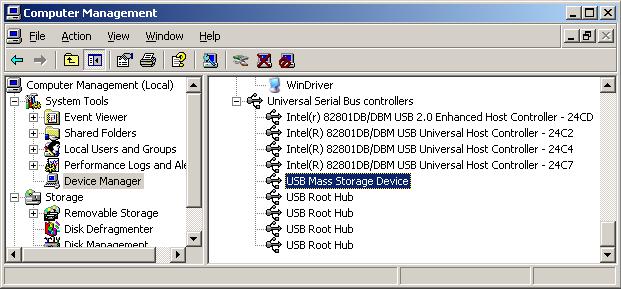 Computer Management
File Action View Window Help
Computer Management (Local)
System Tools
Event Viewer
Shared Folders
Local Users and Groups
Performance Logs and Ale
Device Manager
Storage
Removable Storage
Disk Defragmenter
Disk Management
WinDriver
Universal Serial Bus controllers
Intel(r) 82801DB/DBM USB 2.0 Enhanced Host Controller - 24CD
Intel(R) 82801DB/DBM USB Universal Host Controller - 24C2
Intel(R) 82801DB/DBM USB Universal Host Controller - 24C4
Intel(R) 82801DB/DBM USB Universal Host Controller - 24C7
USB Mass Storage Device
USB Root Hub
USB Root Hub
USB Root Hub
USB Root Hub